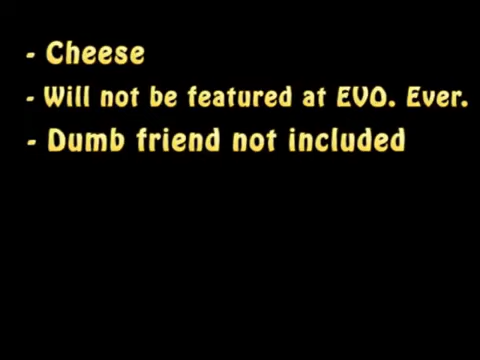 - Cheese
- Will not be featured at EVO. Ever.
- Dumb friend not included